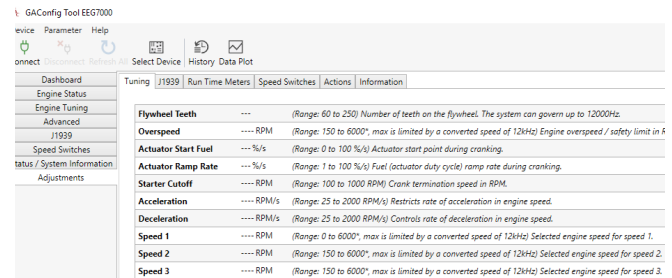 GAConfig Tool EEG7000
evice Parameter Help
onnect Disconnect Refresh All Select Device History Data Plot
Dashboard
Engine Status
Engine Tuning
Advanced
J1939
Speed Switches
tatus / System Information
Adjustments
Tuning J1939 Run Time Meters Speed Switches Actions Information
Flywheel Teeth --- (Range: 60 to 250) Number of teeth on the flywheel. The system can govern up to 12000Hz.
Overspeed ---- RPM (Range: 150 to 6000*, max is limited by a converted speed of 12kHz) Engine overspeed / safety limit in R
Actuator Start Fuel --- %/s (Range: 0 to 100 %/s) Actuator start point during cranking.
Actuator Ramp Rate --- %/s (Range: 1 to 100 %/s) Fuel (actuator duty cycle) ramp rate during cranking.
Starter Cutoff ---- RPM (Range: 100 to 1000 RPM) Crank termination speed in RPM.
Acceleration ---- RPM/s (Range: 25 to 2000 RPM/s) Restricts rate of acceleration in engine speed.
Deceleration ---- RPM/s (Range: 25 to 2000 RPM/s) Controls rate of deceleration in engine speed.
Speed 1 ---- RPM (Range: 0 to 6000*, max is limited by a converted speed of 12kHz) Selected engine speed for speed 1.
Speed 2 ---- RPM (Range: 150 to 6000*, max is limited by a converted speed of 12kHz) Selected engine speed for speed 2.
Speed 3 ---- RPM (Range: 150 to 6000*, max is limited by a converted speed of 12kHz) Selected engine speed for speed 3.